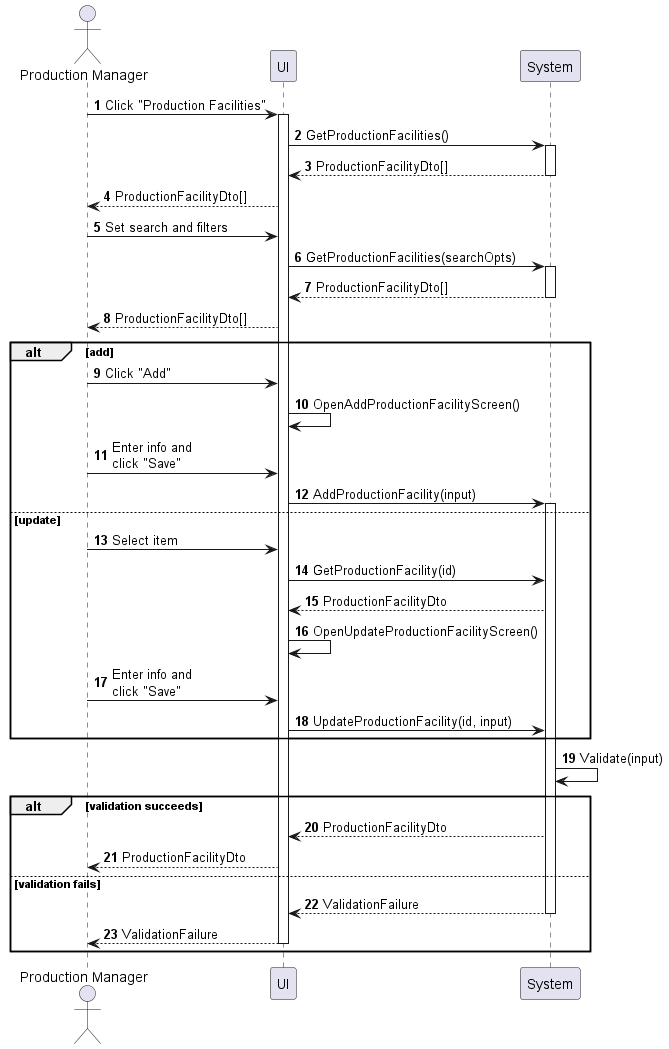 Production Manager
UI
System
1 Click "Production Facilities"
2 GetProductionFacilities()
3 ProductionFacilityDto[]
4 ProductionFacilityDto[]
5 Set search and filters
6 GetProductionFacilities(searchOpts)
7 ProductionFacilityDto[]
8 ProductionFacilityDto[]
alt [add]
9 Click "Add"
10 OpenAddProductionFacilityScreen()
11 Enter info and
click "Save"
12 AddProductionFacility(input)
[update]
13 Select item
14 GetProductionFacility(id)
15 ProductionFacilityDto
16 OpenUpdateProductionFacilityScreen()
17 Enter info and
click "Save"
18 UpdateProductionFacility(id, input)
19 Validate(input)
alt [validation succeeds]
20 ProductionFacilityDto
21 ProductionFacilityDto
[validation fails]
22 ValidationFailure
23 ValidationFailure
Production Manager
UI
System